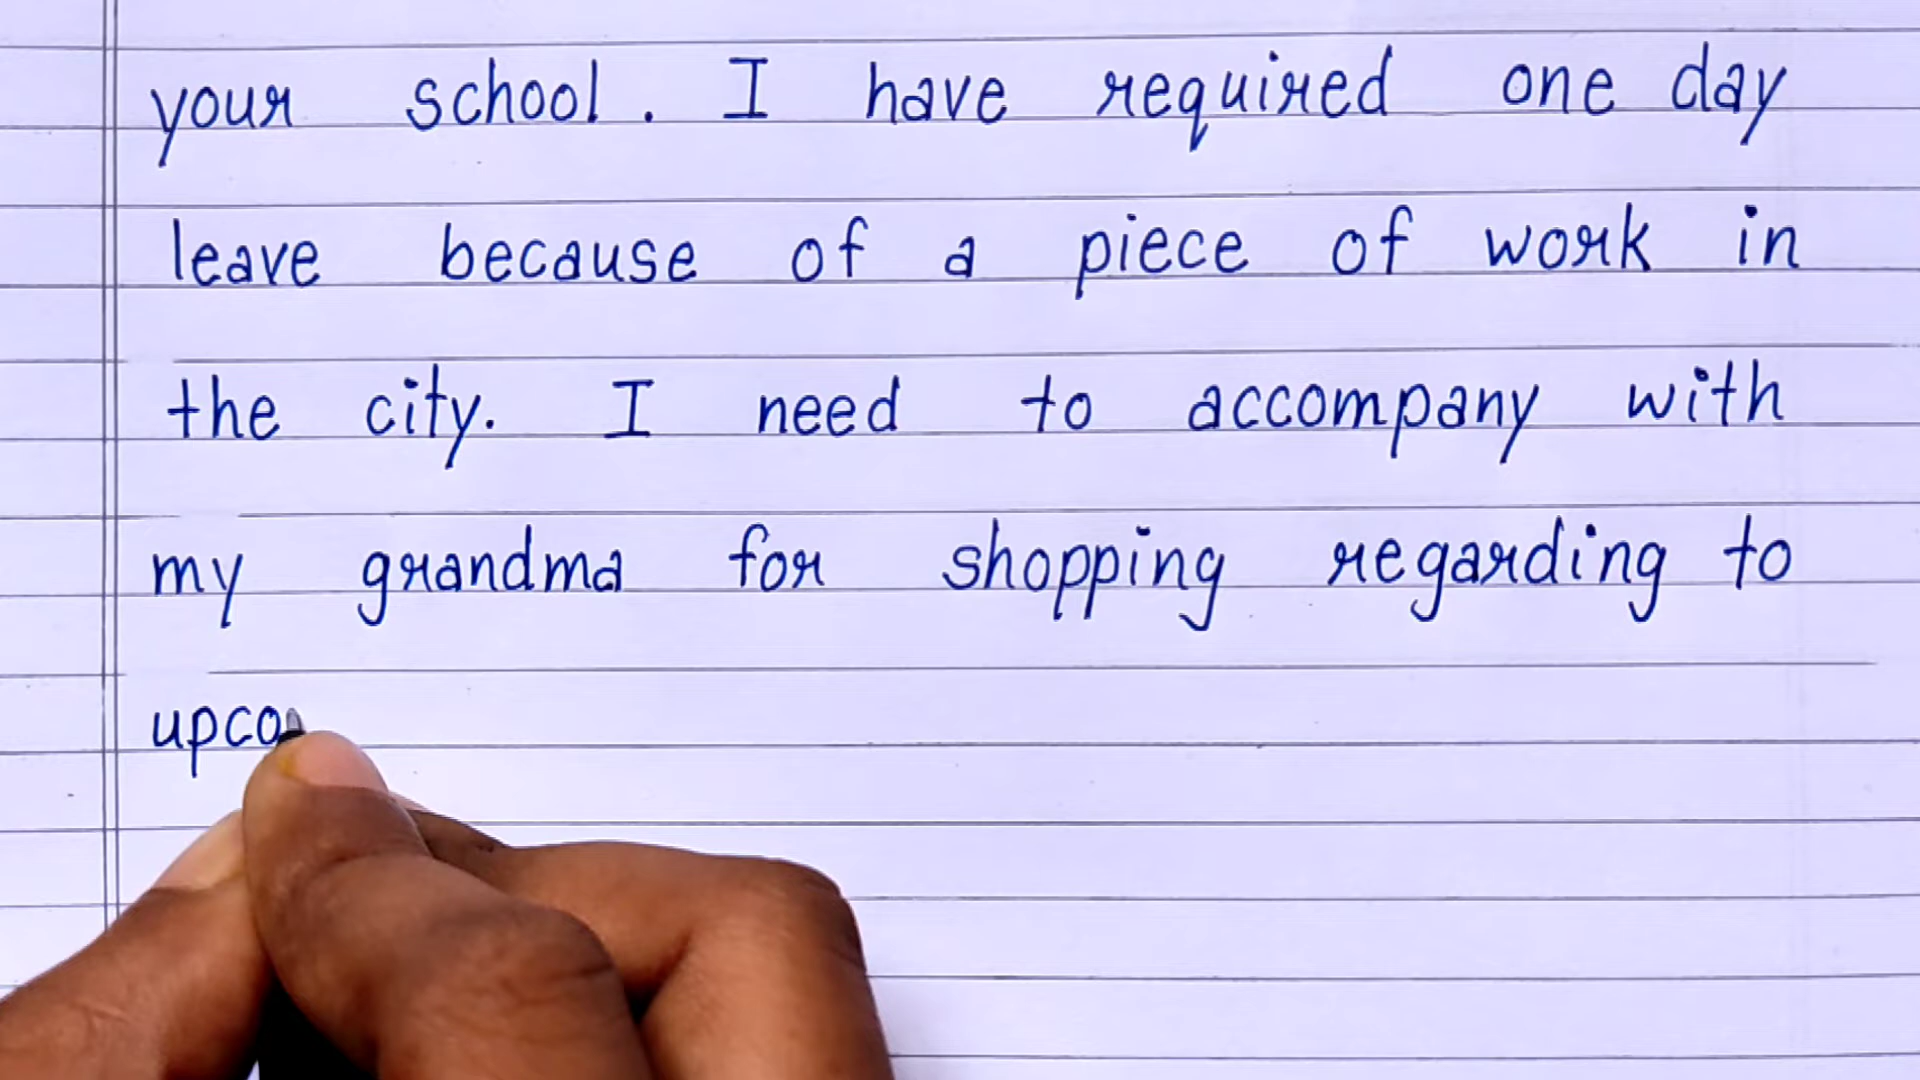 your school. I have required one day
leave because of a piece of work in
the city. I need to accompany with
my grandma for shopping regarding to
upco